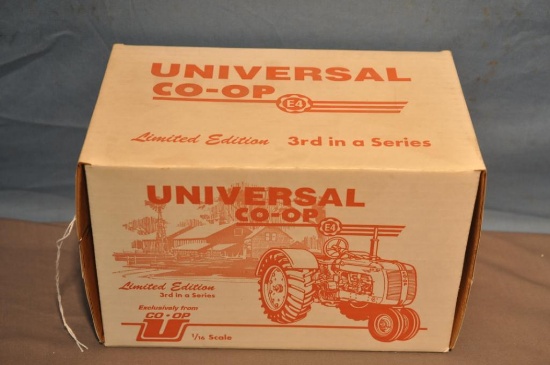 UNIVERSAL
CO-OP
E4
Limited Edition 3rd in a Series
UNIVERSAL
CO-OP
E4
Limited Edition
3rd in a Series
Exclusively from
CO-OP
U
1/16 Scale